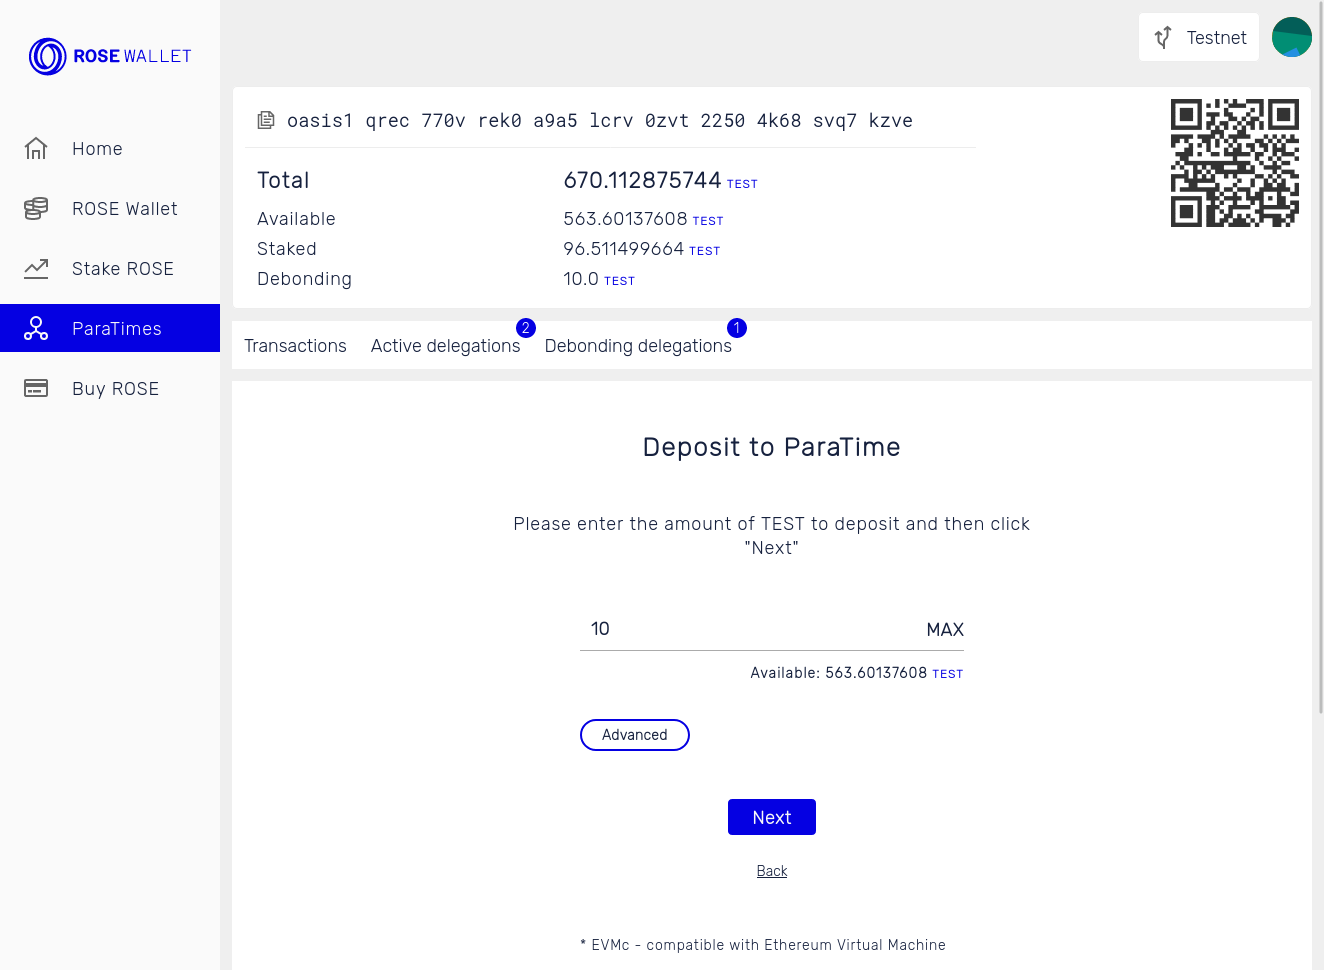 ROSE WALLET
Testnet
Home
ROSE Wallet
Stake ROSE
ParaTimes
Buy ROSE
oasis1 qrec 770v rek0 a9a5 lcrv 0zvt 2250 4k68 svq7 kzve
Total 670.112875744 TEST
Available 563.60137608 TEST
Staked 96.511499664 TEST
Debonding 10.0 TEST
Transactions Active delegations 2 Debonding delegations 1
Deposit to ParaTime
Please enter the amount of TEST to deposit and then click
"Next"
10 MAX
Available: 563.60137608 TEST
Advanced
Next
Back
* EVMc - compatible with Ethereum Virtual Machine